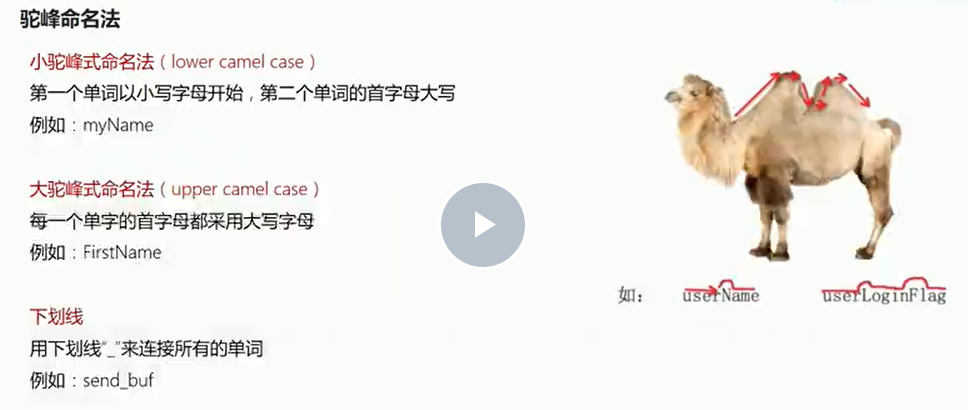 驼峰命名法
小驼峰式命名法（lower camel case）
第一个单词以小写字母开始，第二个单词的首字母大写
例如：myName
大驼峰式命名法（upper camel case）
每一个单字的首字母都采用大写字母
例如：FirstName
如： userName userLoginFlag
下划线
用下划线“_”来连接所有的单词
例如：send_buf